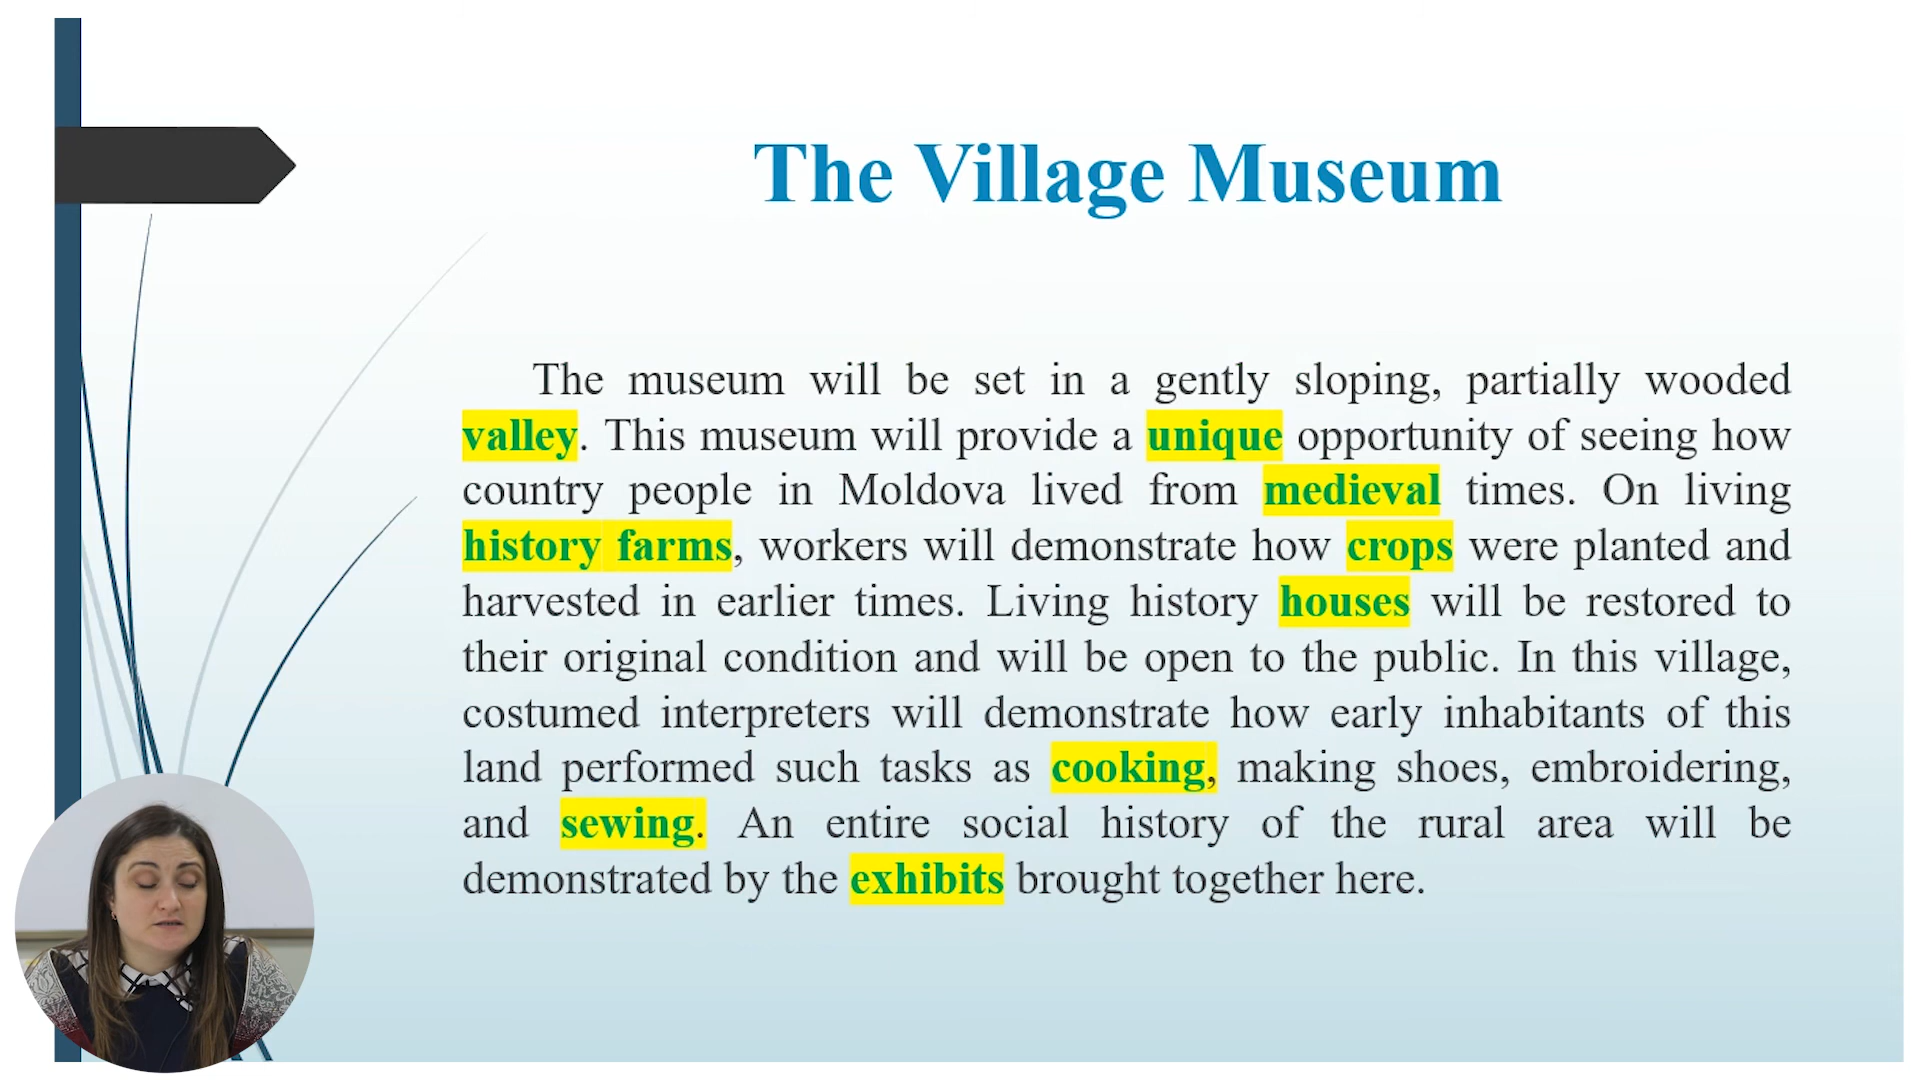 The Village Museum
The museum will be set in a gently sloping, partially wooded
valley. This museum will provide a unique opportunity of seeing how
country people in Moldova lived from medieval times. On living
history farms, workers will demonstrate how crops were planted and
harvested in earlier times. Living history houses will be restored to
their original condition and will be open to the public. In this village,
costumed interpreters will demonstrate how early inhabitants of this
land performed such tasks as cooking, making shoes, embroidering,
and sewing. An entire social history of the rural area will be
demonstrated by the exhibits brought together here.